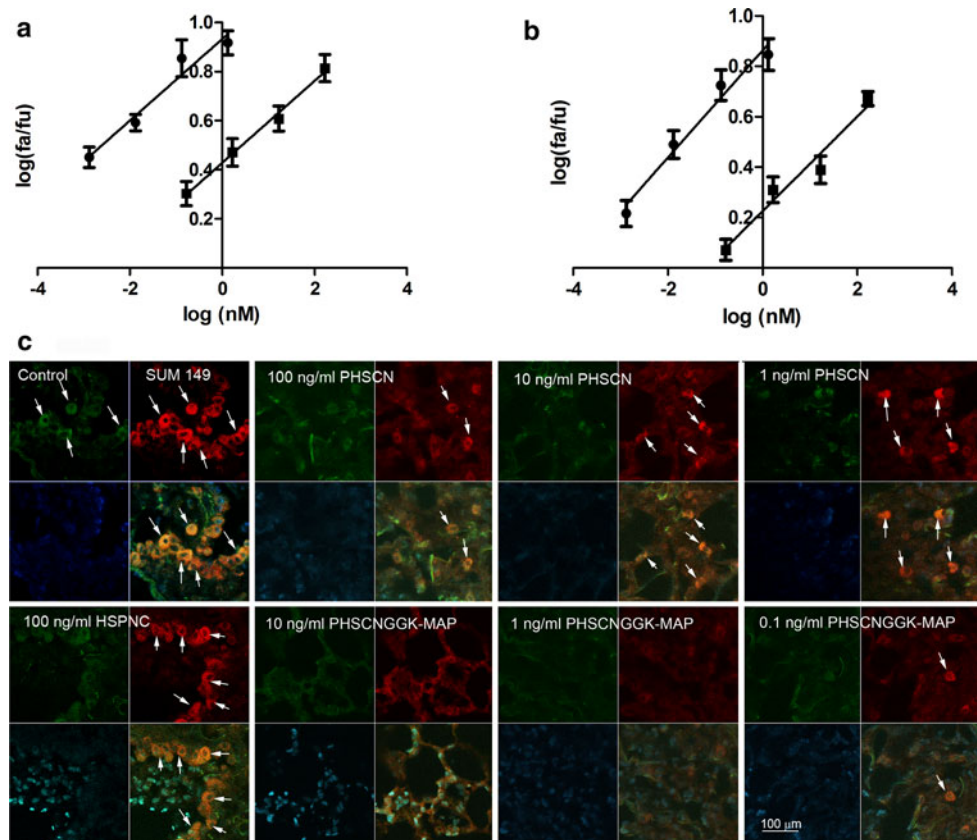 a
b
1.0
0.8
0.6
0.4
0.2
log(fa/fu)
-4
-2
0
2
4
log (nM)
1.0
0.8
0.6
0.4
0.2
log(fa/fu)
-4
-2
0
2
4
log (nM)
c
Control
SUM 149
100 ng/ml PHSCN
10 ng/ml PHSCN
1 ng/ml PHSCN
100 ng/ml HSPNC
10 ng/ml PHSCNGGK-MAP
1 ng/ml PHSCNGGK-MAP
0.1 ng/ml PHSCNGGK-MAP
100 µm